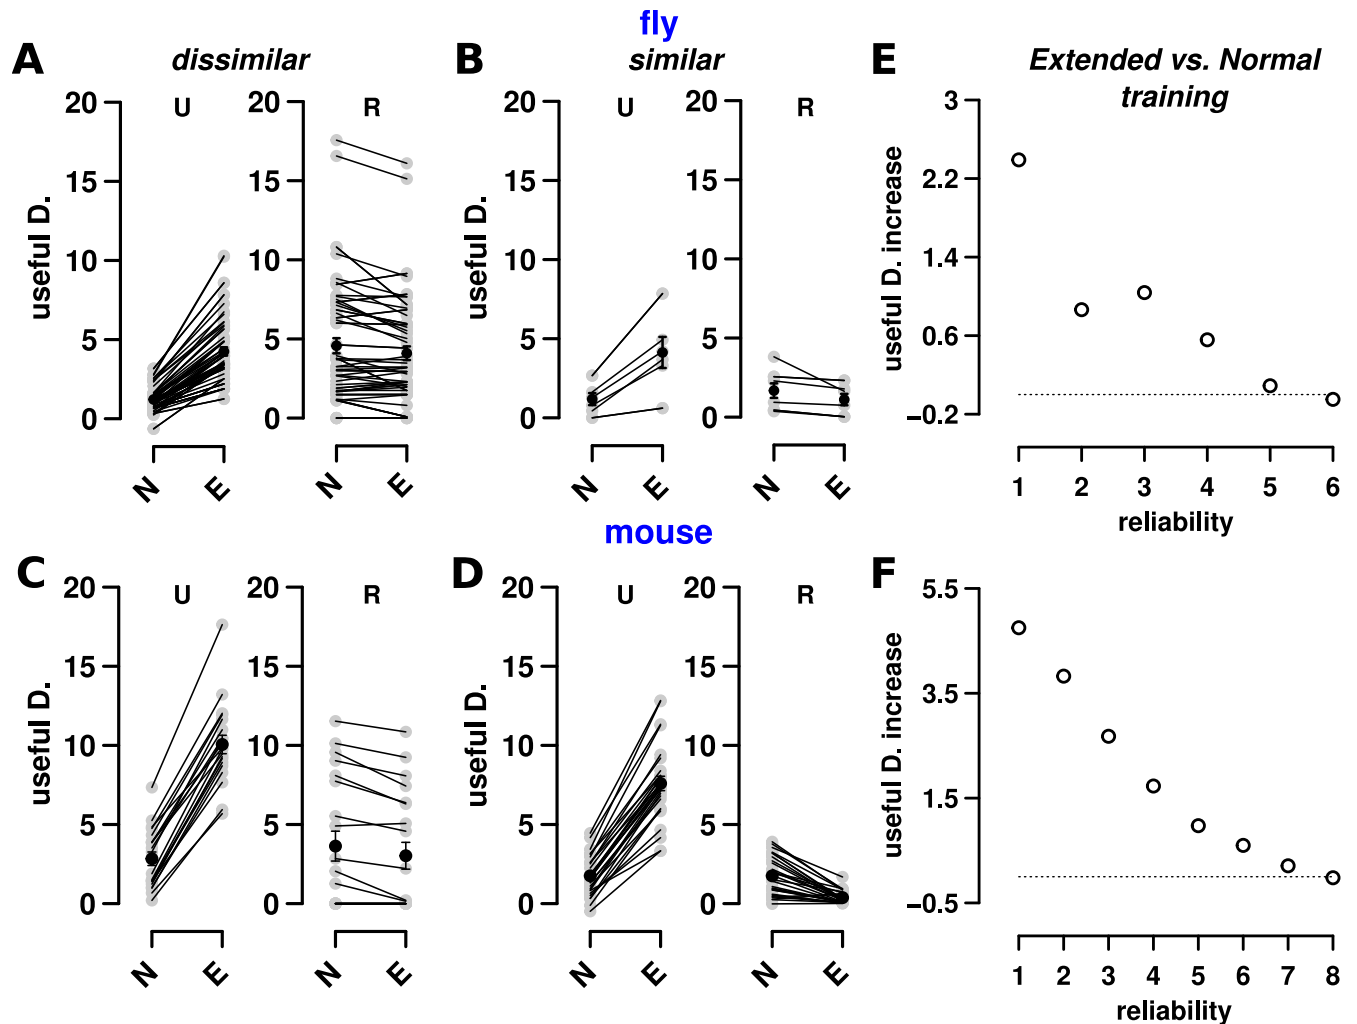 fly
A
dissimilar
B
similar
E
Extended vs. Normal
training
U
R
U
R
useful D.
20
15
10
5
0
20
15
10
5
0
N
E
N
E
useful D.
20
15
10
5
0
20
15
10
5
0
N
E
N
E
useful D. increase
3
2.2
1.4
0.6
−0.2
1 2 3 4 5 6
reliability
mouse
C
D
F
U
R
U
R
useful D.
20
15
10
5
0
20
15
10
5
0
N
E
N
E
useful D.
20
15
10
5
0
20
15
10
5
0
N
E
N
E
useful D. increase
5.5
3.5
1.5
−0.5
1 2 3 4 5 6 7 8
reliability